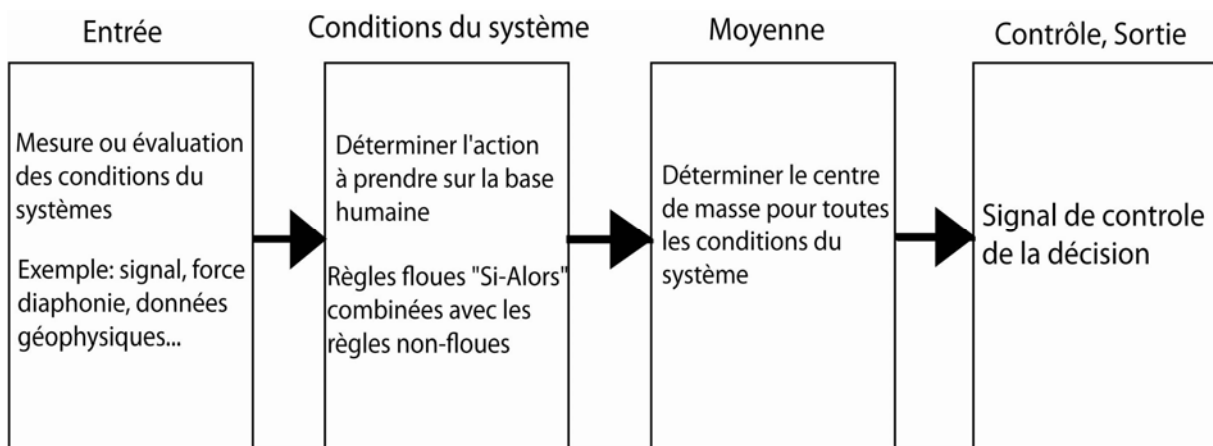 Entrée
Mesure ou évaluation
des conditions du
systèmes
Exemple: signal, force
diaphonie, données
géophysiques...
Conditions du système
Déterminer l'action
à prendre sur la base
humaine
Règles floues "Si-Alors"
combinées avec les
règles non-floues
Moyenne
Déterminer le centre
de masse pour toutes
les conditions du
système
Contrôle, Sortie
Signal de controle
de la décision